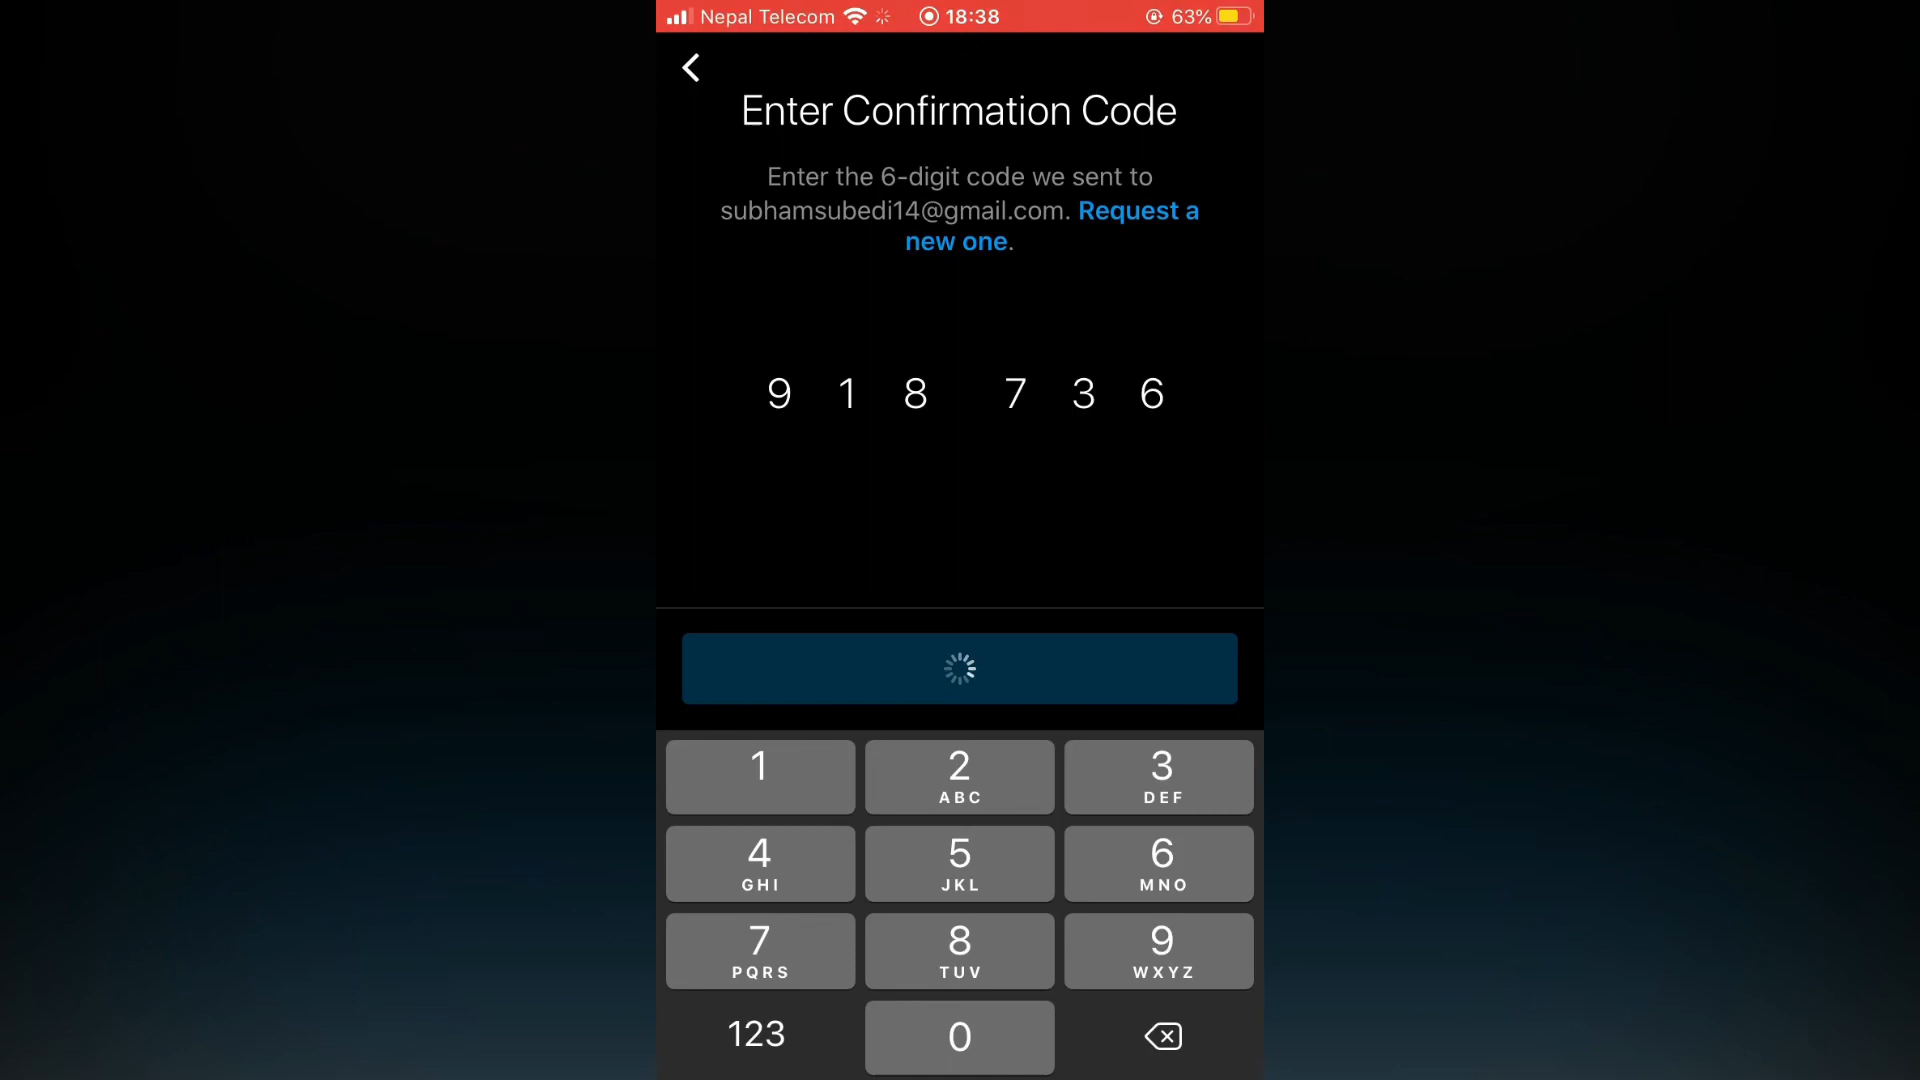 Nepal Telecom 18:38 63%
Enter Confirmation Code
Enter the 6-digit code we sent to
subhamsubedi14@gmail.com. Request a
new one.
9 1 8 7 3 6
1 2 3
ABC DEF
4 5 6
GHI JKL MNO
7 8 9
PQRS TUV WXYZ
123 0